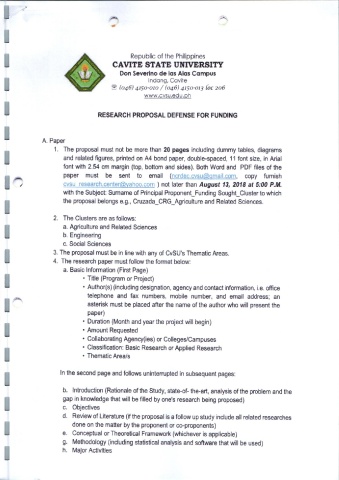 Republic of the Philippines
CAVITE STATE UNIVERSITY
Don Severino de las Alas Campus
Indang, Cavite
☏ (046) 4150-010 / (046) 4150-013 loc 206
www.cvsu.edu.ph
RESEARCH PROPOSAL DEFENSE FOR FUNDING
A. Paper
1. The proposal must not be more than 20 pages including dummy tables, diagrams
and related figures, printed on A4 bond paper, double-spaced, 11 font size, in Arial
font with 2.54 cm margin (top, bottom and sides). Both Word and PDF files of the
paper must be sent to email (ncrdec.cvsu@gmail.com, copy furnish
cvsu_research.center@yahoo.com ) not later than August 13, 2018 at 5:00 P.M.
with the Subject: Surname of Principal Proponent_Funding Sought_Cluster to which
the proposal belongs e.g., Cruzada_CRG_Agriculture and Related Sciences.
2. The Clusters are as follows:
a. Agriculture and Related Sciences
b. Engineering
c. Social Sciences
3. The proposal must be in line with any of CvSU's Thematic Areas.
4. The research paper must follow the format below:
a. Basic Information (First Page)
• Title (Program or Project)
• Author(s) (including designation, agency and contact information, i.e. office
telephone and fax numbers, mobile number, and email address; an
asterisk must be placed after the name of the author who will present the
paper)
• Duration (Month and year the project will begin)
• Amount Requested
• Collaborating Agency(ies) or Colleges/Campuses
• Classification: Basic Research or Applied Research
• Thematic Area/s
In the second page and follows uninterrupted in subsequent pages:
b. Introduction (Rationale of the Study, state-of- the-art, analysis of the problem and the
gap in knowledge that will be filled by one's research being proposed)
c. Objectives
d. Review of Literature (if the proposal is a follow up study include all related researches
done on the matter by the proponent or co-proponents)
e. Conceptual or Theoretical Framework (whichever is applicable)
g. Methodology (including statistical analysis and software that will be used)
h. Major Activities